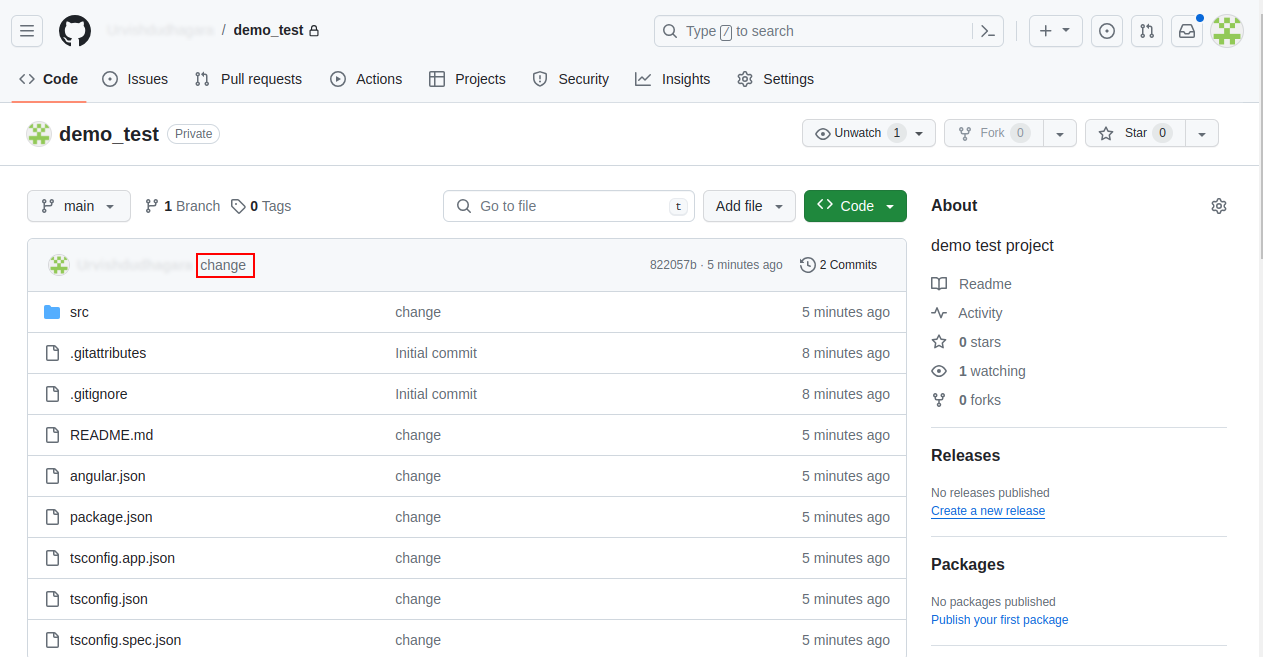 / demo_test
Type / to search
Code Issues Pull requests Actions Projects Security Insights Settings
demo_test Private
Unwatch 1 Fork 0 Star 0
main 1 Branch 0 Tags
Go to file t Add file Code
change 822057b · 5 minutes ago 2 Commits
src change 5 minutes ago
.gitattributes Initial commit 8 minutes ago
.gitignore Initial commit 8 minutes ago
README.md change 5 minutes ago
angular.json change 5 minutes ago
package.json change 5 minutes ago
tsconfig.app.json change 5 minutes ago
tsconfig.json change 5 minutes ago
tsconfig.spec.json change 5 minutes ago
About
demo test project
Readme
Activity
0 stars
1 watching
0 forks
Releases
No releases published
Create a new release
Packages
No packages published
Publish your first package